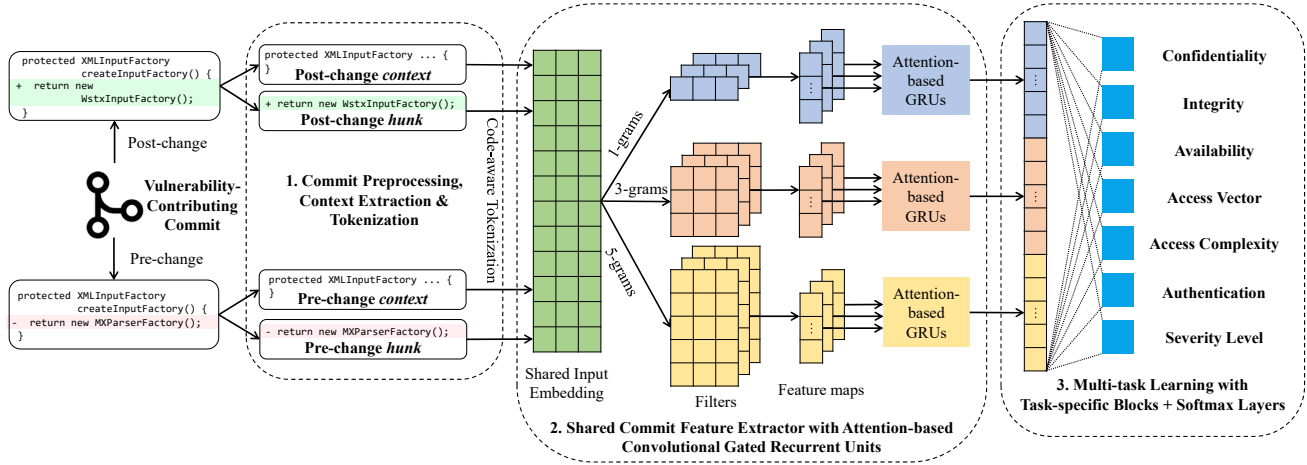 protected XMLInputFactory
createInputFactory() {
+ return new
WstxInputFactory();
}
Post-change
Vulnerability-
Contributing
Commit
Pre-change
protected XMLInputFactory
createInputFactory() {
- return new MXParserFactory();
}
protected XMLInputFactory ... {
}
Post-change context
+ return new WstxInputFactory();
Post-change hunk
1. Commit Preprocessing,
Context Extraction &
Tokenization
Code-aware Tokenization
protected XMLInputFactory ... {
}
Pre-change context
- return new MXParserFactory();
Pre-change hunk
Shared Input
Embedding
1-grams
3-grams
5-grams
Filters
...
...
...
Feature maps
Attention-
based
GRUs
Attention-
based
GRUs
Attention-
based
GRUs
2. Shared Commit Feature Extractor with Attention-based
Convolutional Gated Recurrent Units
...
...
...
Confidentiality
Integrity
Availability
Access Vector
Access Complexity
Authentication
Severity Level
3. Multi-task Learning with
Task-specific Blocks + Softmax Layers